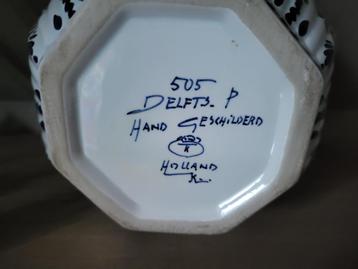 505
DELFTS. P
HAND GESCHILDERD
HOLLAND